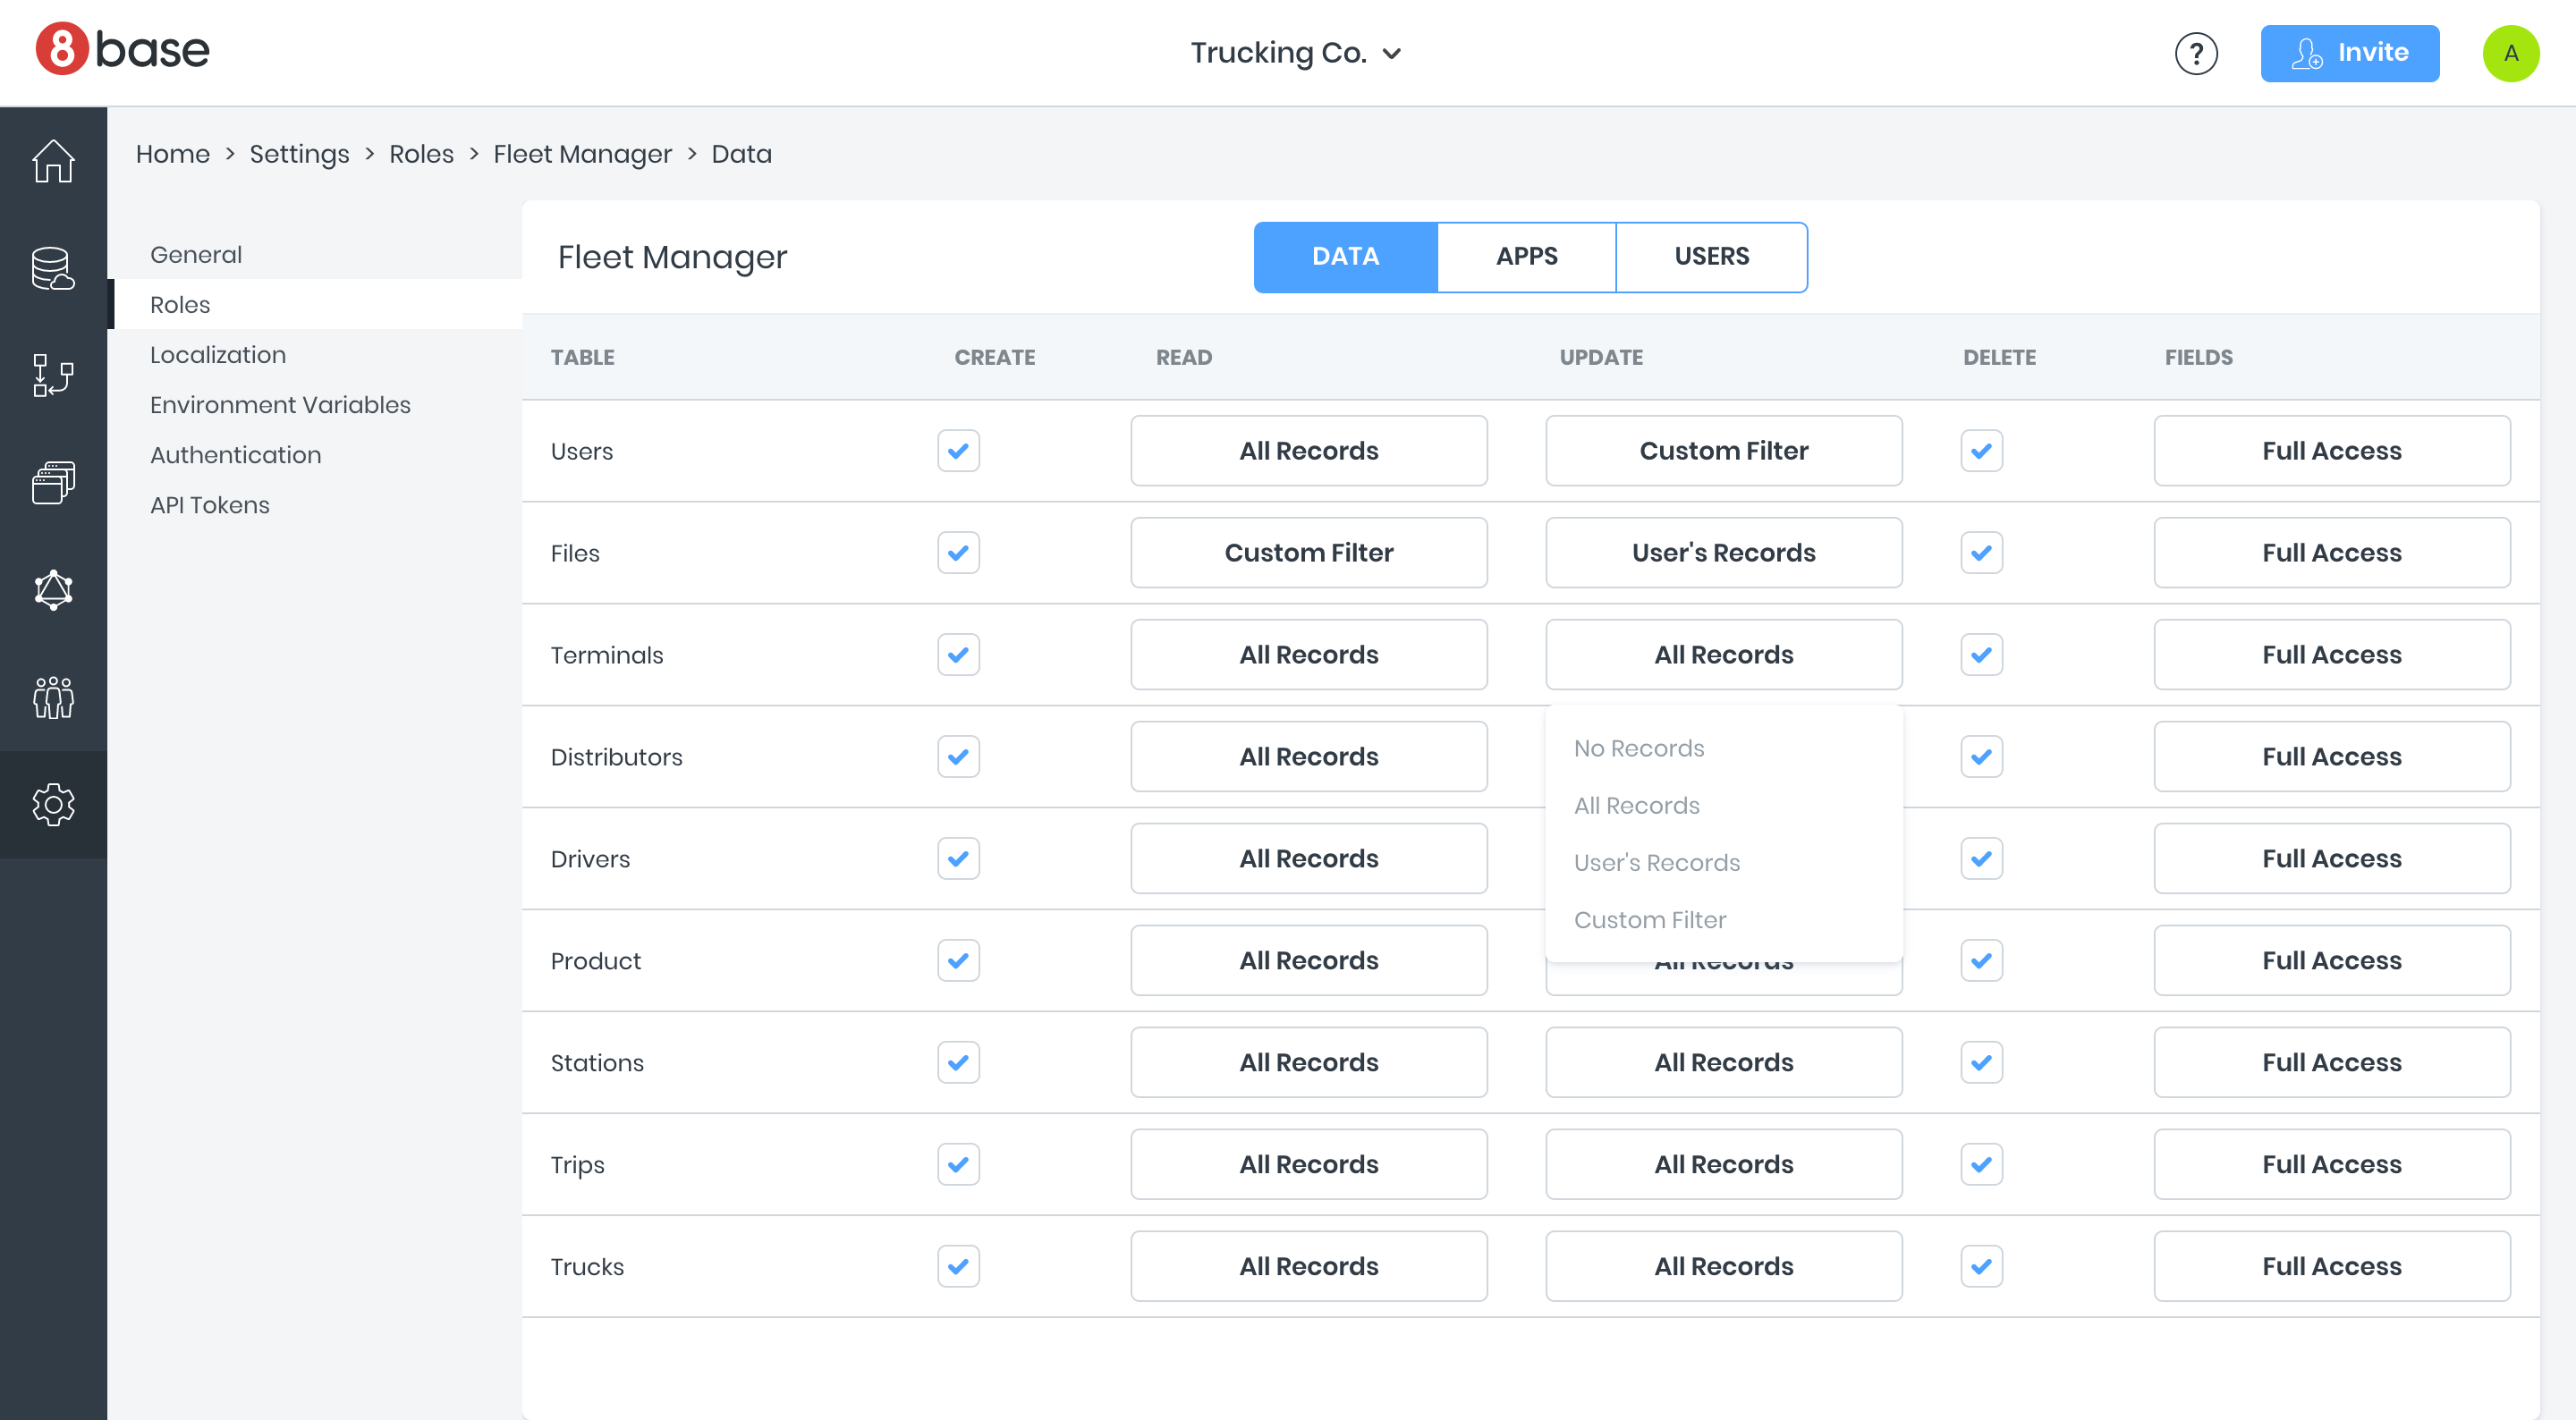 8base
Trucking Co.
?
Invite
A
Home > Settings > Roles > Fleet Manager > Data
General
Roles
Localization
Environment Variables
Authentication
API Tokens
Fleet Manager
DATA APPS USERS
TABLE CREATE READ UPDATE DELETE FIELDS
Users All Records Custom Filter Full Access
Files Custom Filter User's Records Full Access
Terminals All Records All Records Full Access
Distributors All Records Full Access
No Records
All Records
User's Records
Custom Filter
Drivers All Records Full Access
Product All Records All Records Full Access
Stations All Records All Records Full Access
Trips All Records All Records Full Access
Trucks All Records All Records Full Access